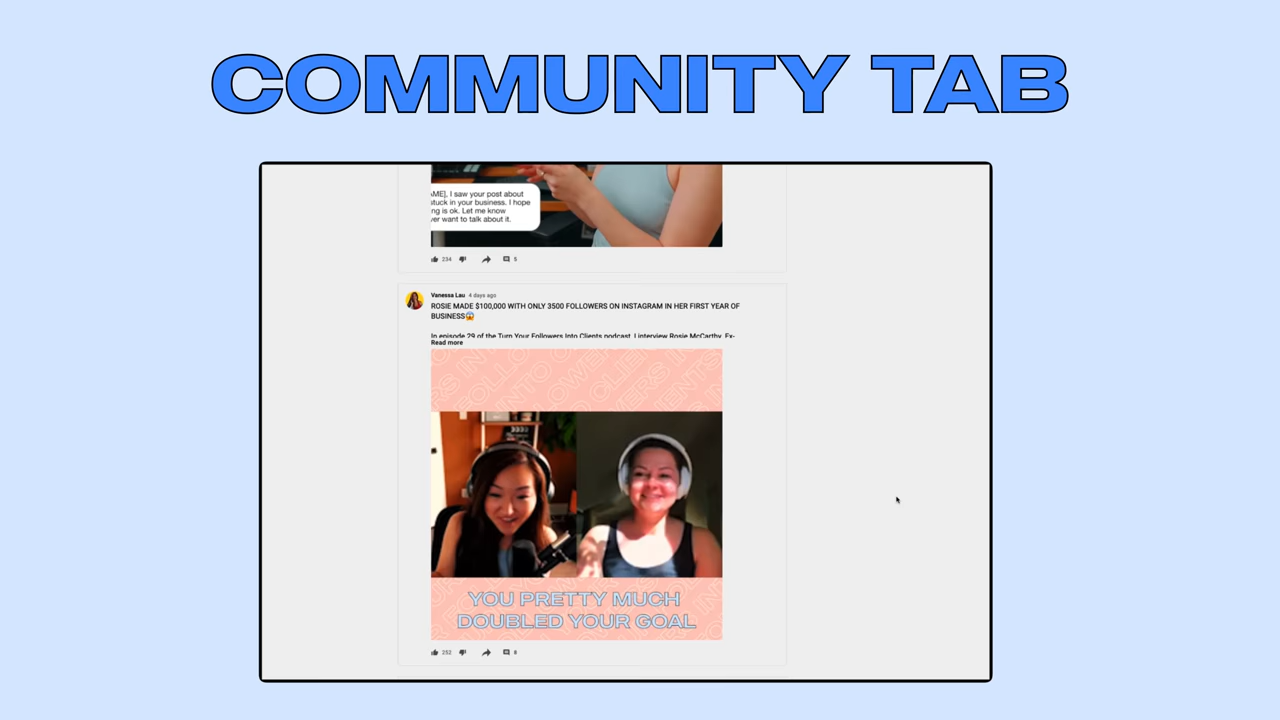 COMMUNITY TAB
AME], I saw your post about
stuck in your business. I hope
ng is ok. Let me know
ver want to talk about it.
234
5
Vanessa Lau 4 days ago
ROSIE MADE $100,000 WITH ONLY 3500 FOLLOWERS ON INSTAGRAM IN HER FIRST YEAR OF
BUSINESS😱
In episode 29 of the Turn Your Followers Into Clients podcast, I interview Rosie McCarthy, Ex-
Read more
YOU PRETTY MUCH
DOUBLED YOUR GOAL
252
8